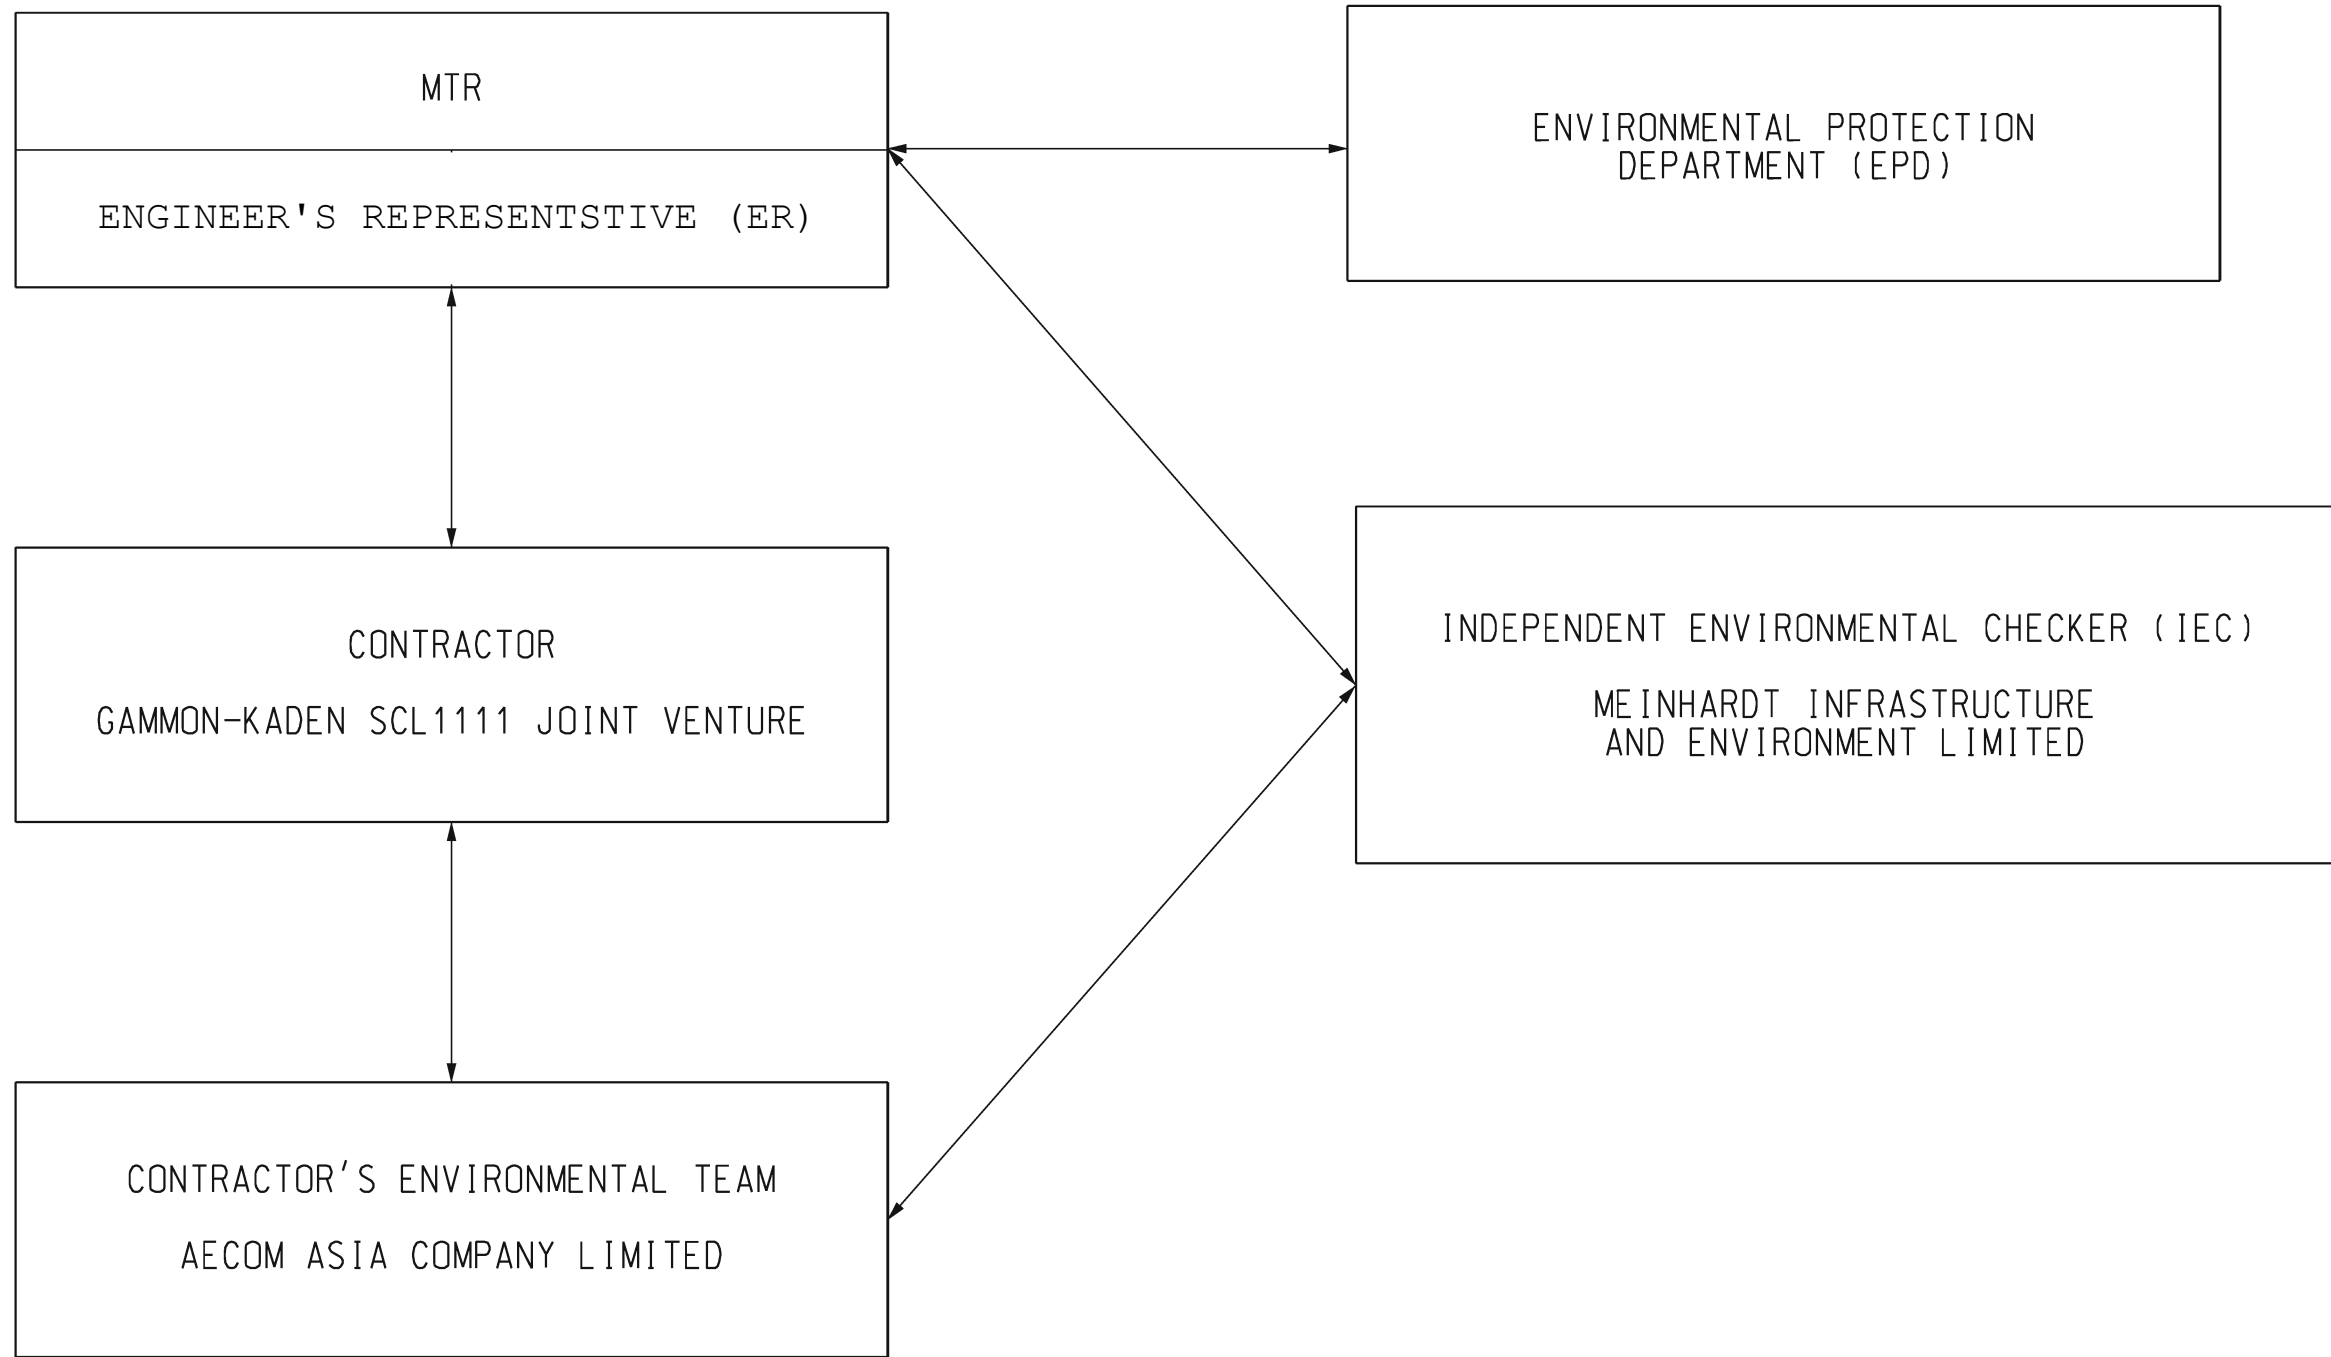 MTR
ENGINEER'S REPRESENTSTIVE (ER)
ENVIRONMENTAL PROTECTION
DEPARTMENT (EPD)
CONTRACTOR
GAMMON-KADEN SCL1111 JOINT VENTURE
INDEPENDENT ENVIRONMENTAL CHECKER (IEC)
MEINHARDT INFRASTRUCTURE
AND ENVIRONMENT LIMITED
CONTRACTOR'S ENVIRONMENTAL TEAM
AECOM ASIA COMPANY LIMITED